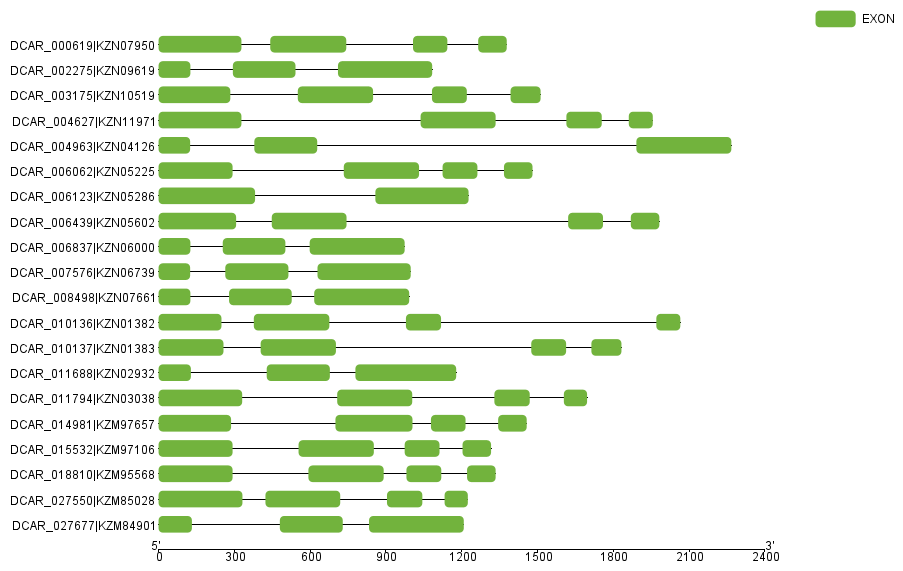 EXON
DCAR_000619|KZN07950
DCAR_002275|KZN09619
DCAR_003175|KZN10519
DCAR_004627|KZN11971
DCAR_004963|KZN04126
DCAR_006062|KZN05225
DCAR_006123|KZN05286
DCAR_006439|KZN05602
DCAR_006837|KZN06000
DCAR_007576|KZN06739
DCAR_008498|KZN07661
DCAR_010136|KZN01382
DCAR_010137|KZN01383
DCAR_011688|KZN02932
DCAR_011794|KZN03038
DCAR_014981|KZM97657
DCAR_015532|KZM97106
DCAR_018810|KZM95568
DCAR_027550|KZM85028
DCAR_027677|KZM84901
5' 3'
0 300 600 900 1200 1500 1800 2100 2400